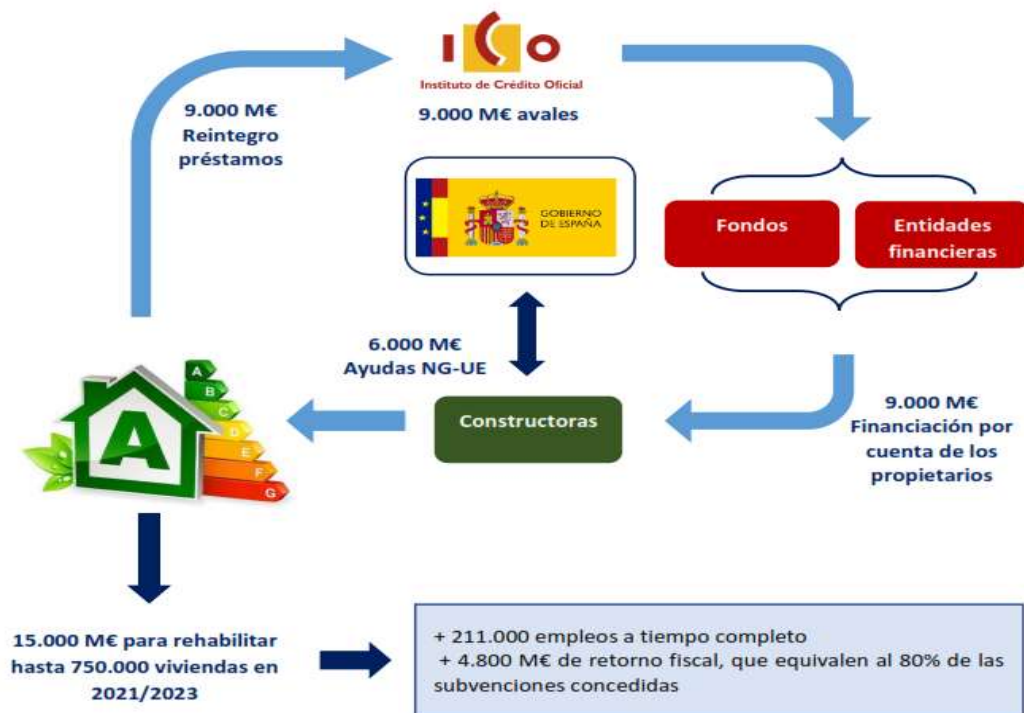 ICO
Instituto de Crédito Oficial
9.000 M€ avales
9.000 M€
Reintegro
préstamos
GOBIERNO
DE ESPAÑA
Fondos
Entidades
financieras
6.000 M€
Ayudas NG-UE
Constructoras
9.000 M€
Financiación por
cuenta de los
propietarios
A
A
B
C
D
E
F
G
15.000 M€ para rehabilitar
hasta 750.000 viviendas en
2021/2023
+ 211.000 empleos a tiempo completo
+ 4.800 M€ de retorno fiscal, que equivalen al 80% de las
subvenciones concedidas